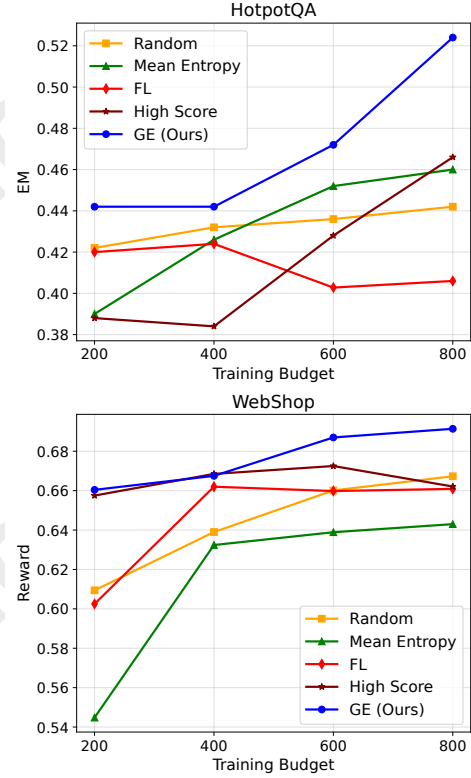 HotpotQA
0.52
0.50
0.48
0.46
0.44
0.42
0.40
0.38
EM
Random
Mean Entropy
FL
High Score
GE (Ours)
200 400 600 800
Training Budget
WebShop
0.68
0.66
0.64
0.62
0.60
0.58
0.56
0.54
Reward
Random
Mean Entropy
FL
High Score
GE (Ours)
200 400 600 800
Training Budget